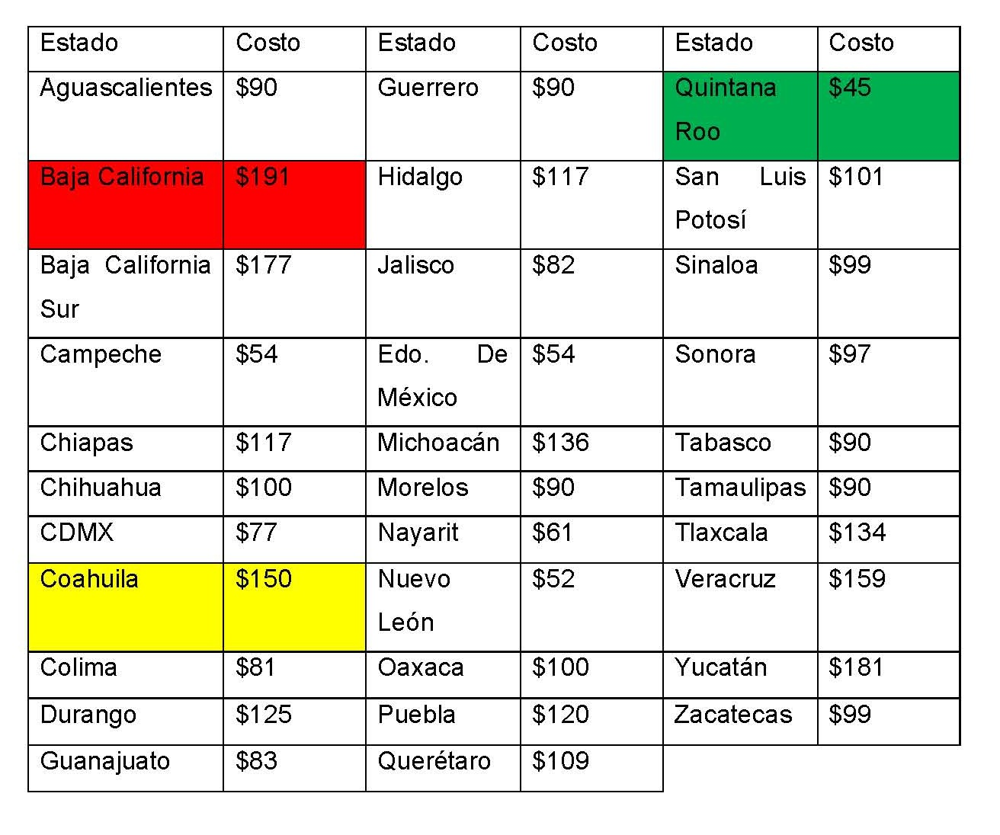 Estado Costo Estado Costo Estado Costo
Aguascalientes $90 Guerrero $90 Quintana $45
Roo
Baja California $191 Hidalgo $117 San Luis $101
Potosí
Baja California $177 Jalisco $82 Sinaloa $99
Sur
Campeche $54 Edo. De $54 Sonora $97
México
Chiapas $117 Michoacán $136 Tabasco $90
Chihuahua $100 Morelos $90 Tamaulipas $90
CDMX $77 Nayarit $61 Tlaxcala $134
Coahuila $150 Nuevo $52 Veracruz $159
León
Colima $81 Oaxaca $100 Yucatán $181
Durango $125 Puebla $120 Zacatecas $99
Guanajuato $83 Querétaro $109